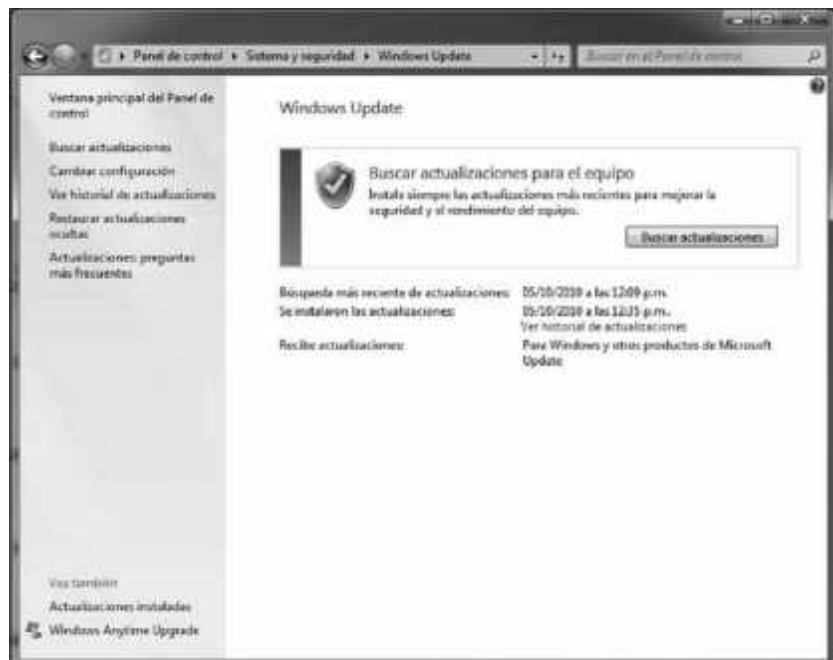 Panel de control ▸ Sistema y seguridad ▸ Windows Update
Buscar en el Panel de control
Ventana principal del Panel de
control
Buscar actualizaciones
Cambiar configuración
Ver historial de actualizaciones
Restaurar actualizaciones
ocultas
Actualizaciones: preguntas
más frecuentes
Windows Update
Buscar actualizaciones para el equipo
Instale siempre las actualizaciones más recientes para mejorar la
seguridad y el rendimiento del equipo.
Buscar actualizaciones
Búsqueda más reciente de actualizaciones: 05/10/2010 a las 12:09 p.m.
Se instalaron las actualizaciones: 05/10/2010 a las 12:35 p.m.
Ver historial de actualizaciones
Recibe actualizaciones: Para Windows y otros productos de Microsoft
Update
Vea también
Actualizaciones instaladas
Windows Anytime Upgrade